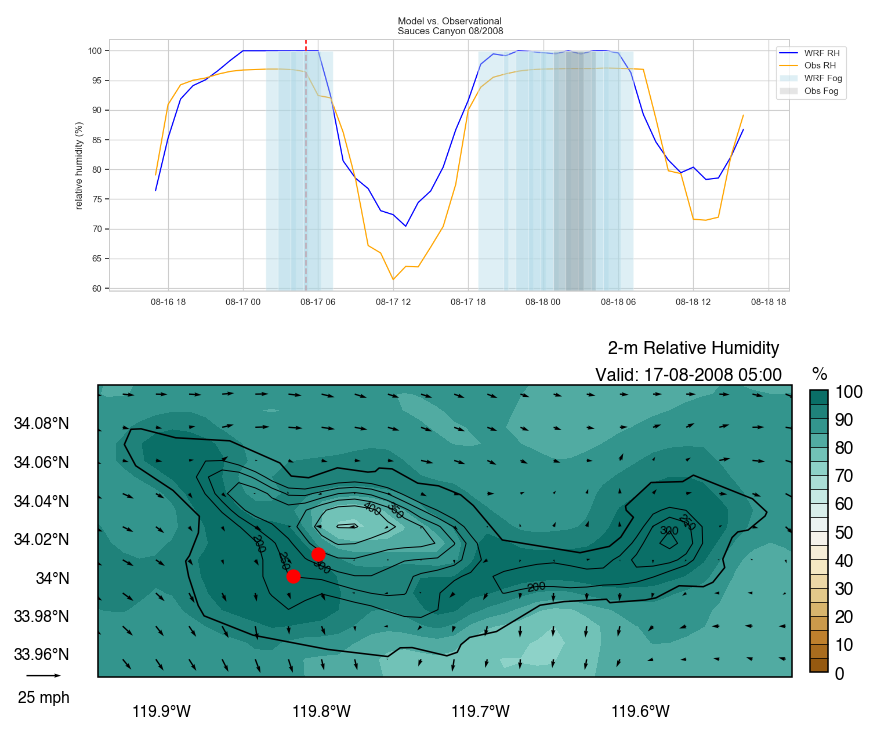 Model vs. Observational
Sauces Canyon 08/2008
relative humidity (%)
100
95
90
85
80
75
70
65
60
08-16 18
08-17 00
08-17 06
08-17 12
08-17 18
08-18 00
08-18 06
08-18 12
08-18 18
WRF RH
Obs RH
WRF Fog
Obs Fog
2-m Relative Humidity
Valid: 17-08-2008 05:00
%
34.08°N
34.06°N
34.04°N
34.02°N
34°N
33.98°N
33.96°N
25 mph
119.9°W
119.8°W
119.7°W
119.6°W
400
200
300
200
100
90
80
70
60
50
40
30
20
10
0